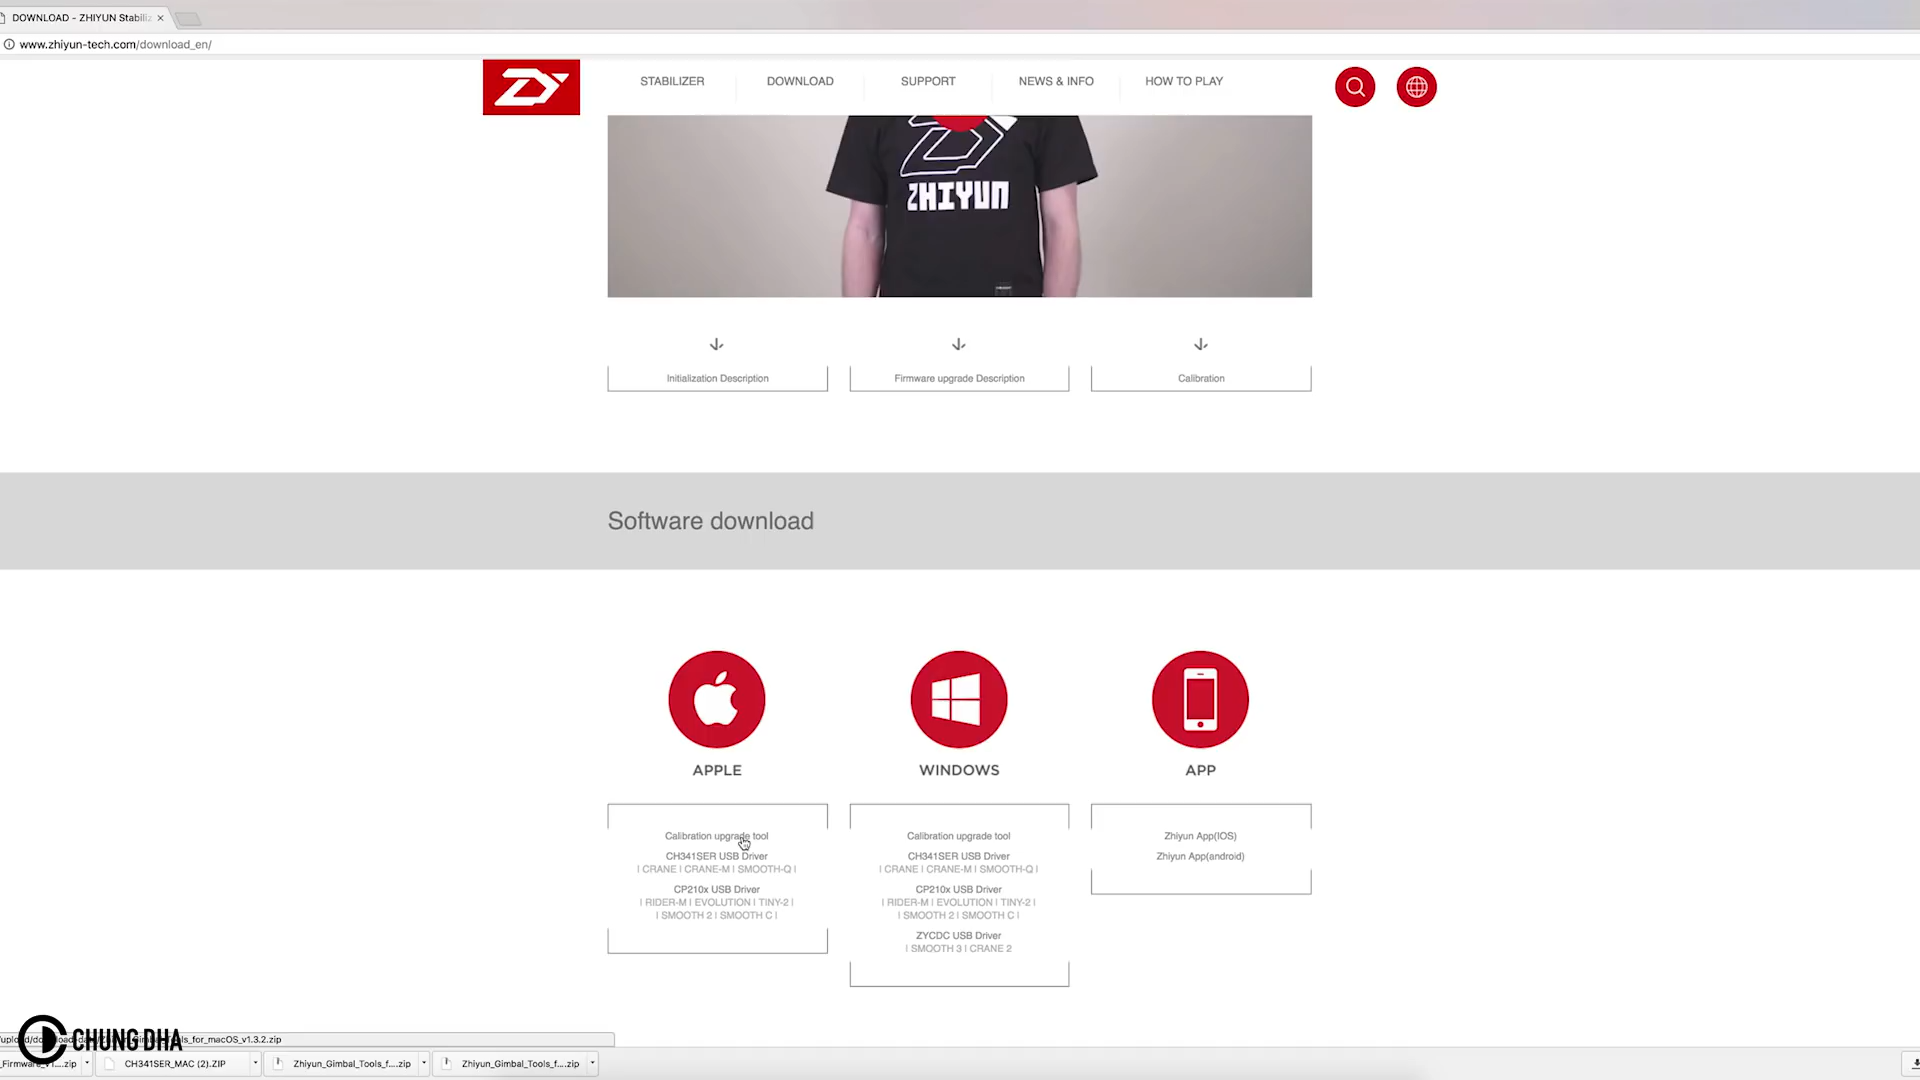 DOWNLOAD - ZHIYUN Stabiliz
www.zhiyun-tech.com/download_en/
STABILIZER
DOWNLOAD
SUPPORT
NEWS & INFO
HOW TO PLAY
ZHIYUN
Initialization Description
Firmware upgrade Description
Calibration
Software download
APPLE
WINDOWS
APP
Calibration upgrade tool
CH341SER USB Driver
| CRANE | CRANE-M | SMOOTH-Q |
CP210x USB Driver
| RIDER-M | EVOLUTION | TINY-2 |
| SMOOTH 2 | SMOOTH C |
Calibration upgrade tool
CH341SER USB Driver
| CRANE | CRANE-M | SMOOTH-Q |
CP210x USB Driver
| RIDER-M | EVOLUTION | TINY-2 |
| SMOOTH 2 | SMOOTH C |
ZYCDC USB Driver
| SMOOTH 3 | CRANE 2
Zhiyun App(IOS)
Zhiyun App(android)
CHUNG DHA
ls_for_macOS_v1.3.2.zip
CH341SER_MAC (2).ZIP
Zhiyun_Gimbal_Tools_f....zip
Zhiyun_Gimbal_Tools_f....zip